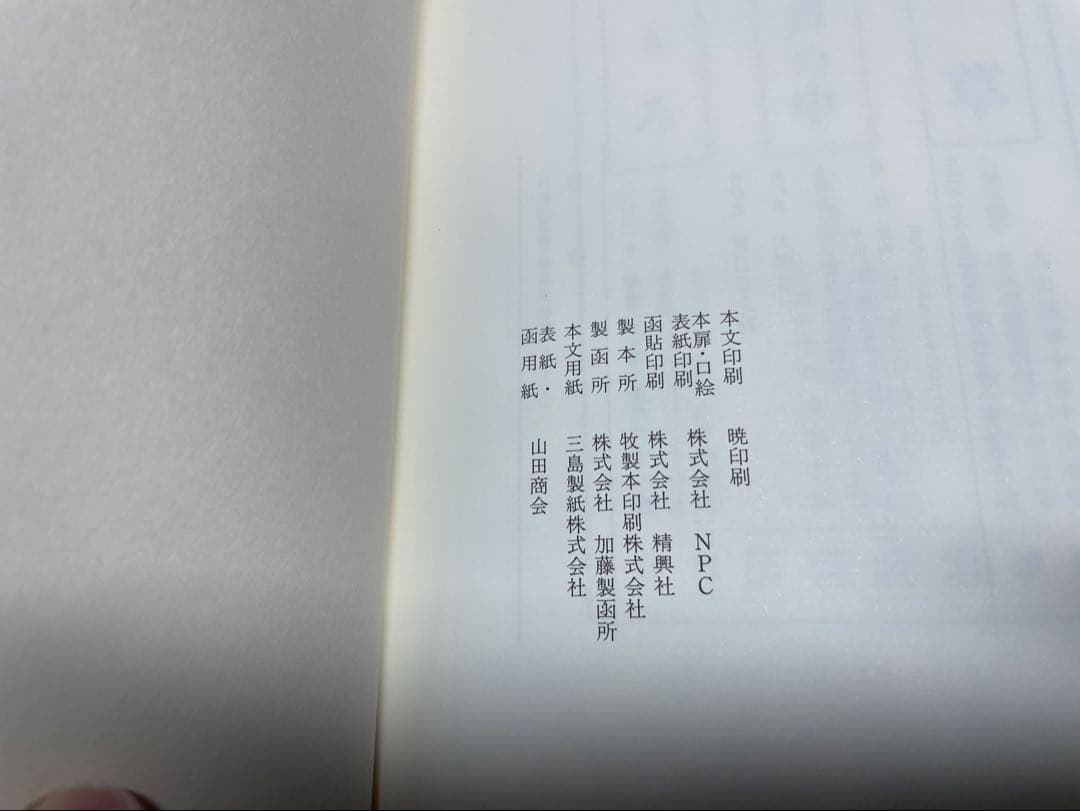 本文印刷　暁印刷
本扉・口絵
表紙印刷　株式会社　NPC
函貼印刷　株式会社　精興社
製本所　牧製本印刷株式会社
製函所　株式会社　加藤製函所
本文用紙　三島製紙株式会社
表紙・
函用紙　山田商会